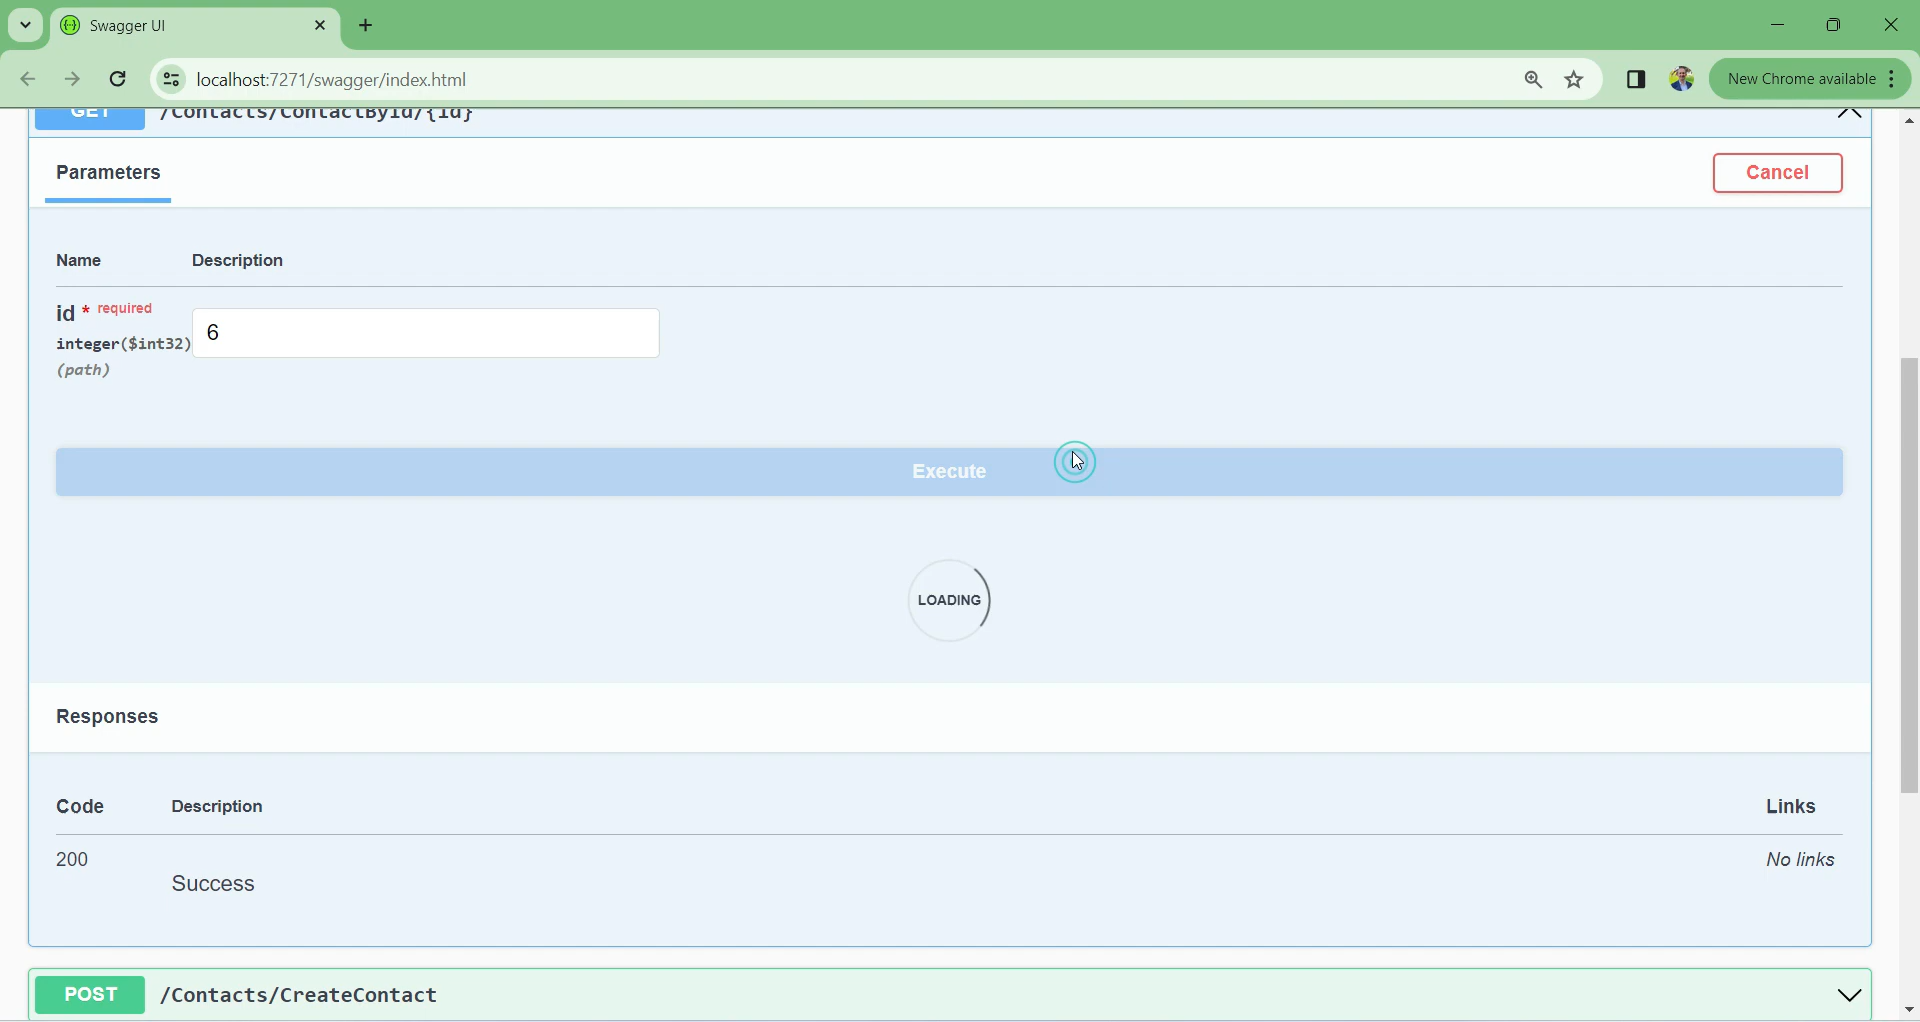 Swagger UI
localhost:7271/swagger/index.html
New Chrome available
GET /Contacts/ContactById/{id}
Parameters
Cancel
Name Description
id * required
integer($int32)
(path)
6
Execute
LOADING
Responses
Code Description Links
200 No links
Success
POST /Contacts/CreateContact